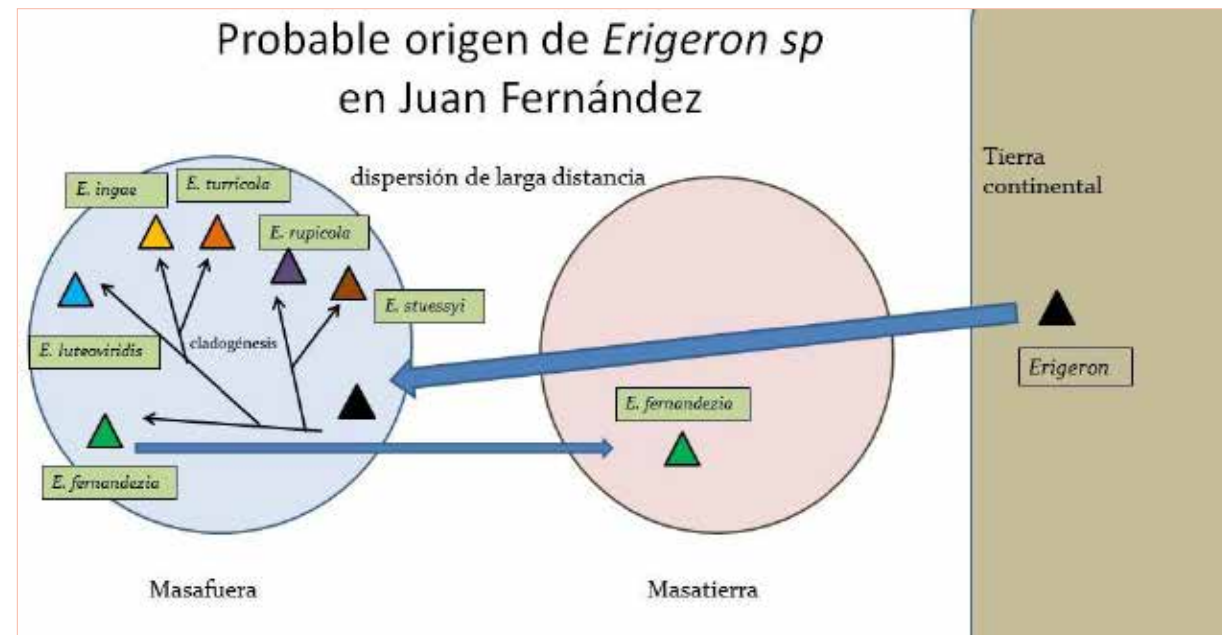 Probable origen de Erigeron sp
en Juan Fernández
dispersión de larga distancia
Tierra
continental
E. ingae
E. turricola
E. rupicola
E. stuessyi
cladogénesis
E. luteoviridis
E. fernandezia
E. fernandezia
Erigeron
Masafuera
Masatierra